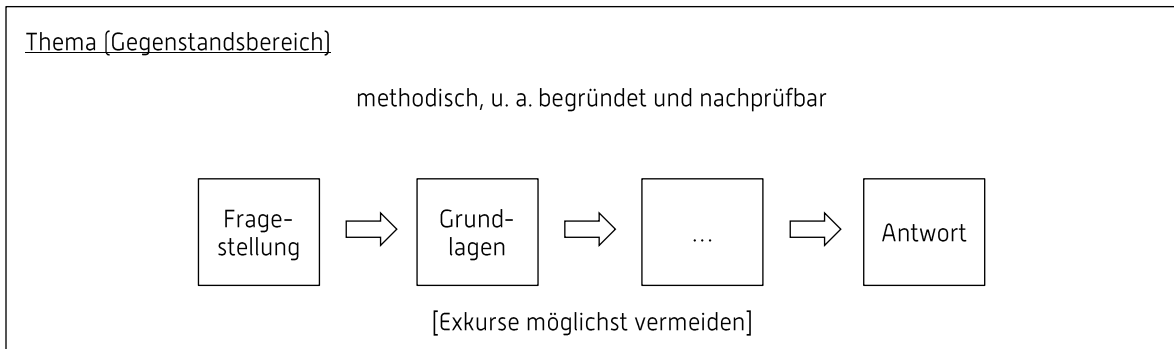 Thema (Gegenstandsbereich)
methodisch, u. a. begründet und nachprüfbar
Frage-
stellung
Grund-
lagen
...
Antwort
[Exkurse möglichst vermeiden]